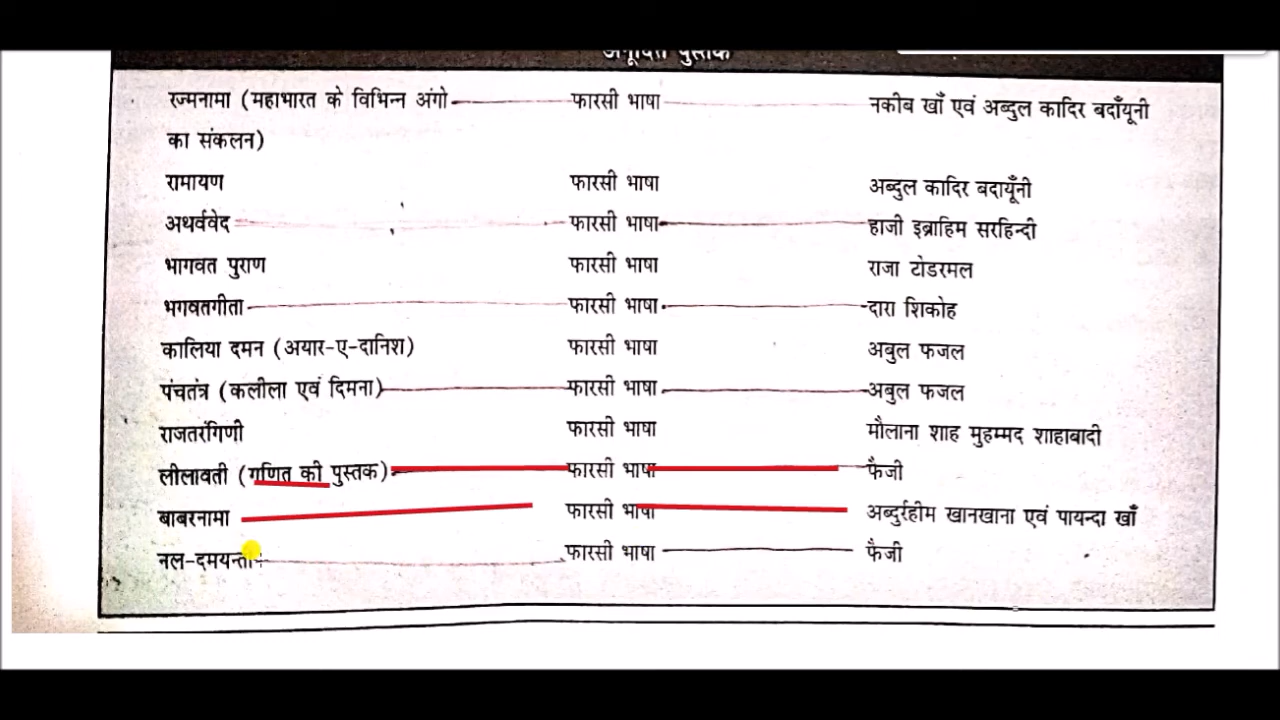 अनूदित पुस्तकें
रज्मनामा (महाभारत के विभिन्न अंगो फारसी भाषा नकीब खाँ एवं अब्दुल कादिर बदाँयूनी
का संकलन)
रामायण फारसी भाषा अब्दुल कादिर बदायूँनी
अथर्ववेद फारसी भाषा हाजी इब्राहिम सरहिन्दी
भागवत पुराण फारसी भाषा राजा टोडरमल
भगवतगीता फारसी भाषा दारा शिकोह
कालिया दमन (अयार-ए-दानिश) फारसी भाषा अबुल फजल
पंचतंत्र (कलीला एवं दिमना) फारसी भाषा अबुल फजल
राजतरंगिणी फारसी भाषा मौलाना शाह मुहम्मद शाहाबादी
लीलावती (गणित की पुस्तक) फारसी भाषा फैजी
बाबरनामा फारसी भाषा अब्दुर्रहीम खानखाना एवं पायन्दा खाँ
नल-दमयन्ती फारसी भाषा फैजी